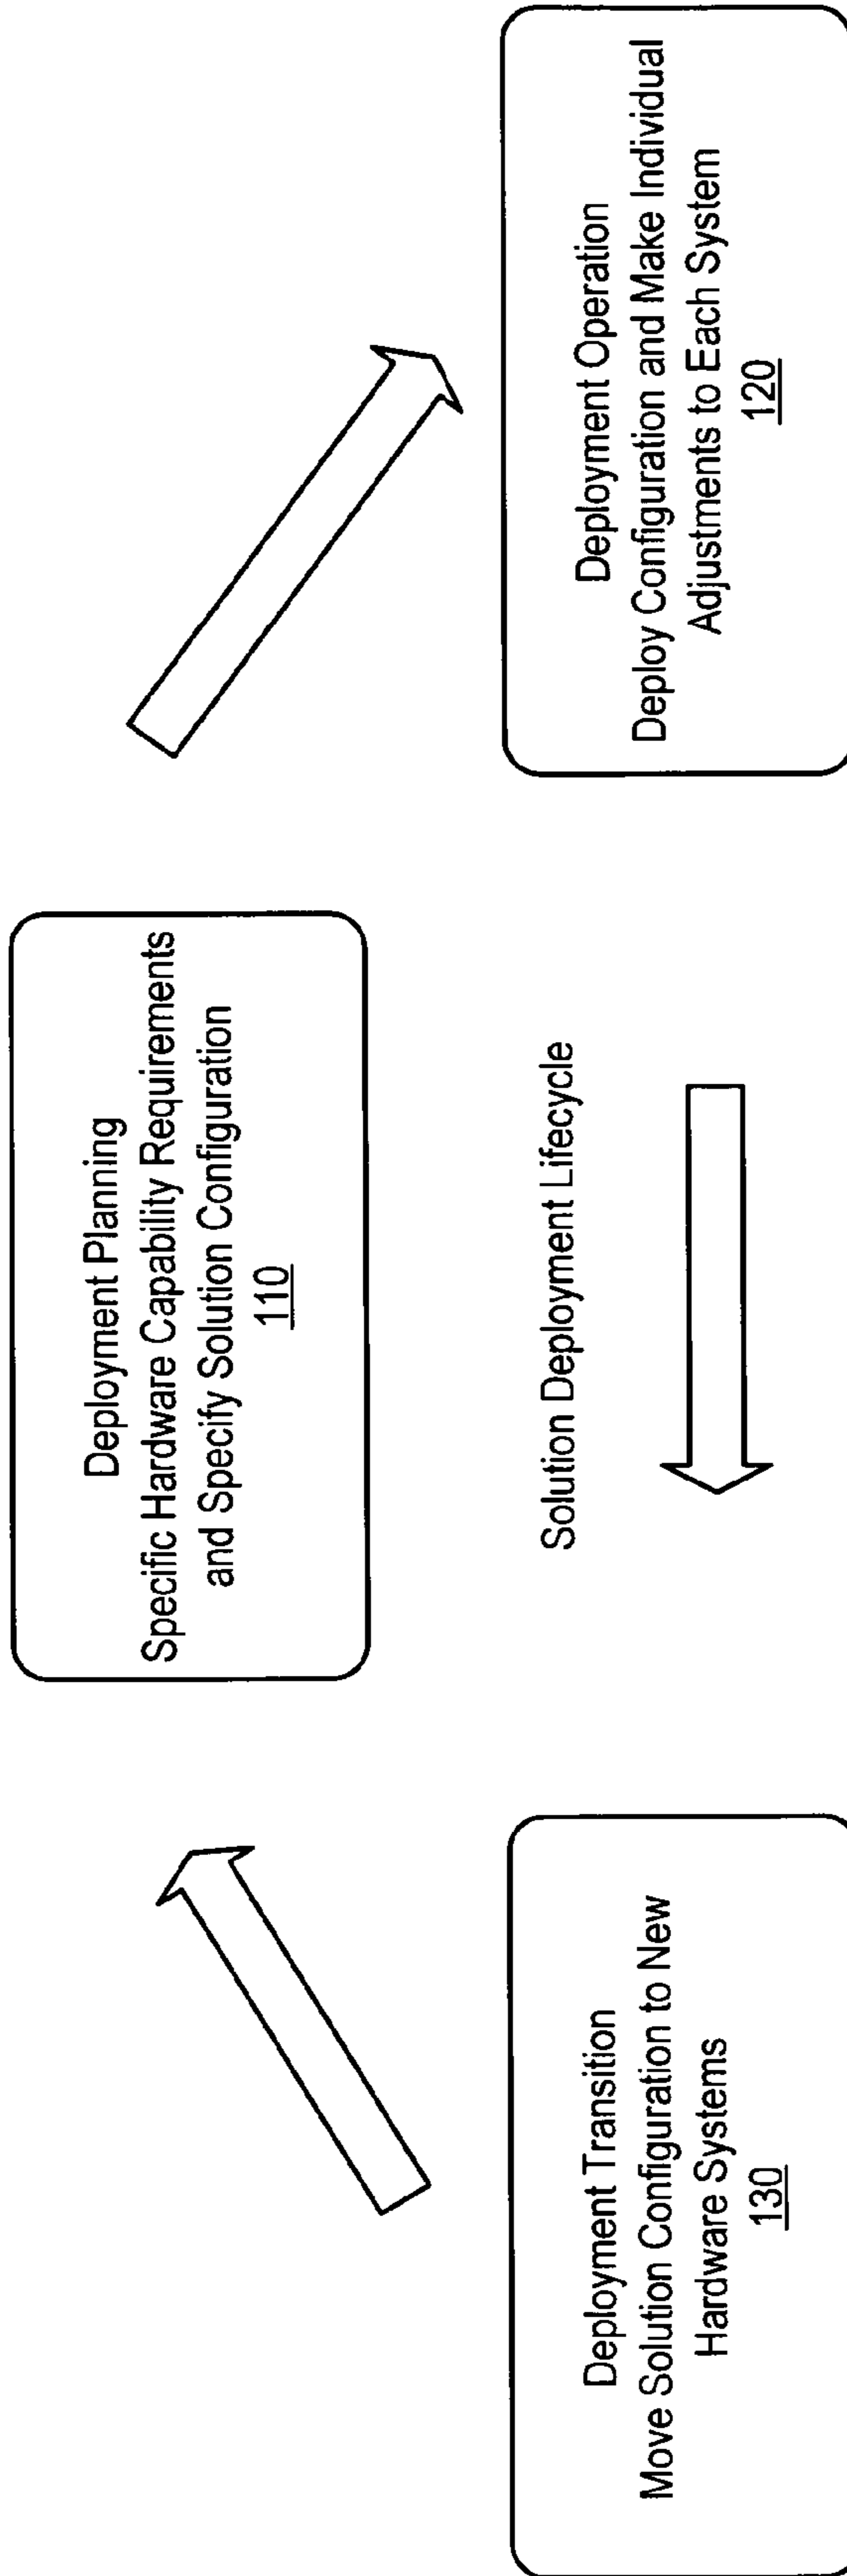 Deployment Planning
Specific Hardware Capability Requirements
and Specify Solution Configuration
110
Solution Deployment Lifecycle
Deployment Transition
Move Solution Configuration to New
Hardware Systems
130
Deployment Operation
Deploy Configuration and Make Individual
Adjustments to Each System
120